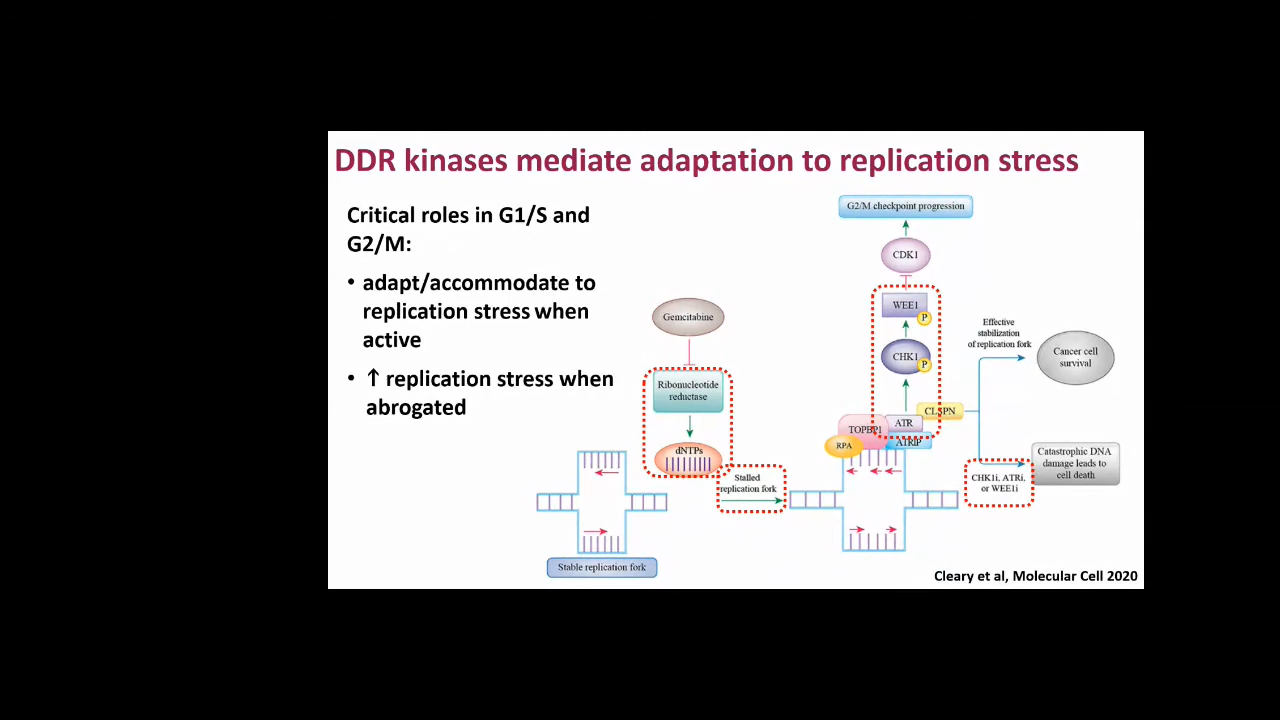 DDR kinases mediate adaptation to replication stress
Critical roles in G1/S and
G2/M:
• adapt/accommodate to
replication stress when
active
• ↑ replication stress when
abrogated
G2/M checkpoint progression
CDK1
WEE1
P
CHK1
P
CLSPN
ATR
TOPBP1
ATRIP
RPA
Gemcitabine
Ribonucleotide
reductase
dNTPs
Stalled
replication fork
Stable replication fork
Effective
stabilization
of replication fork
Cancer cell
survival
CHK1i, ATRi,
or WEE1i
Catastrophic DNA
damage leads to
cell death
Cleary et al, Molecular Cell 2020